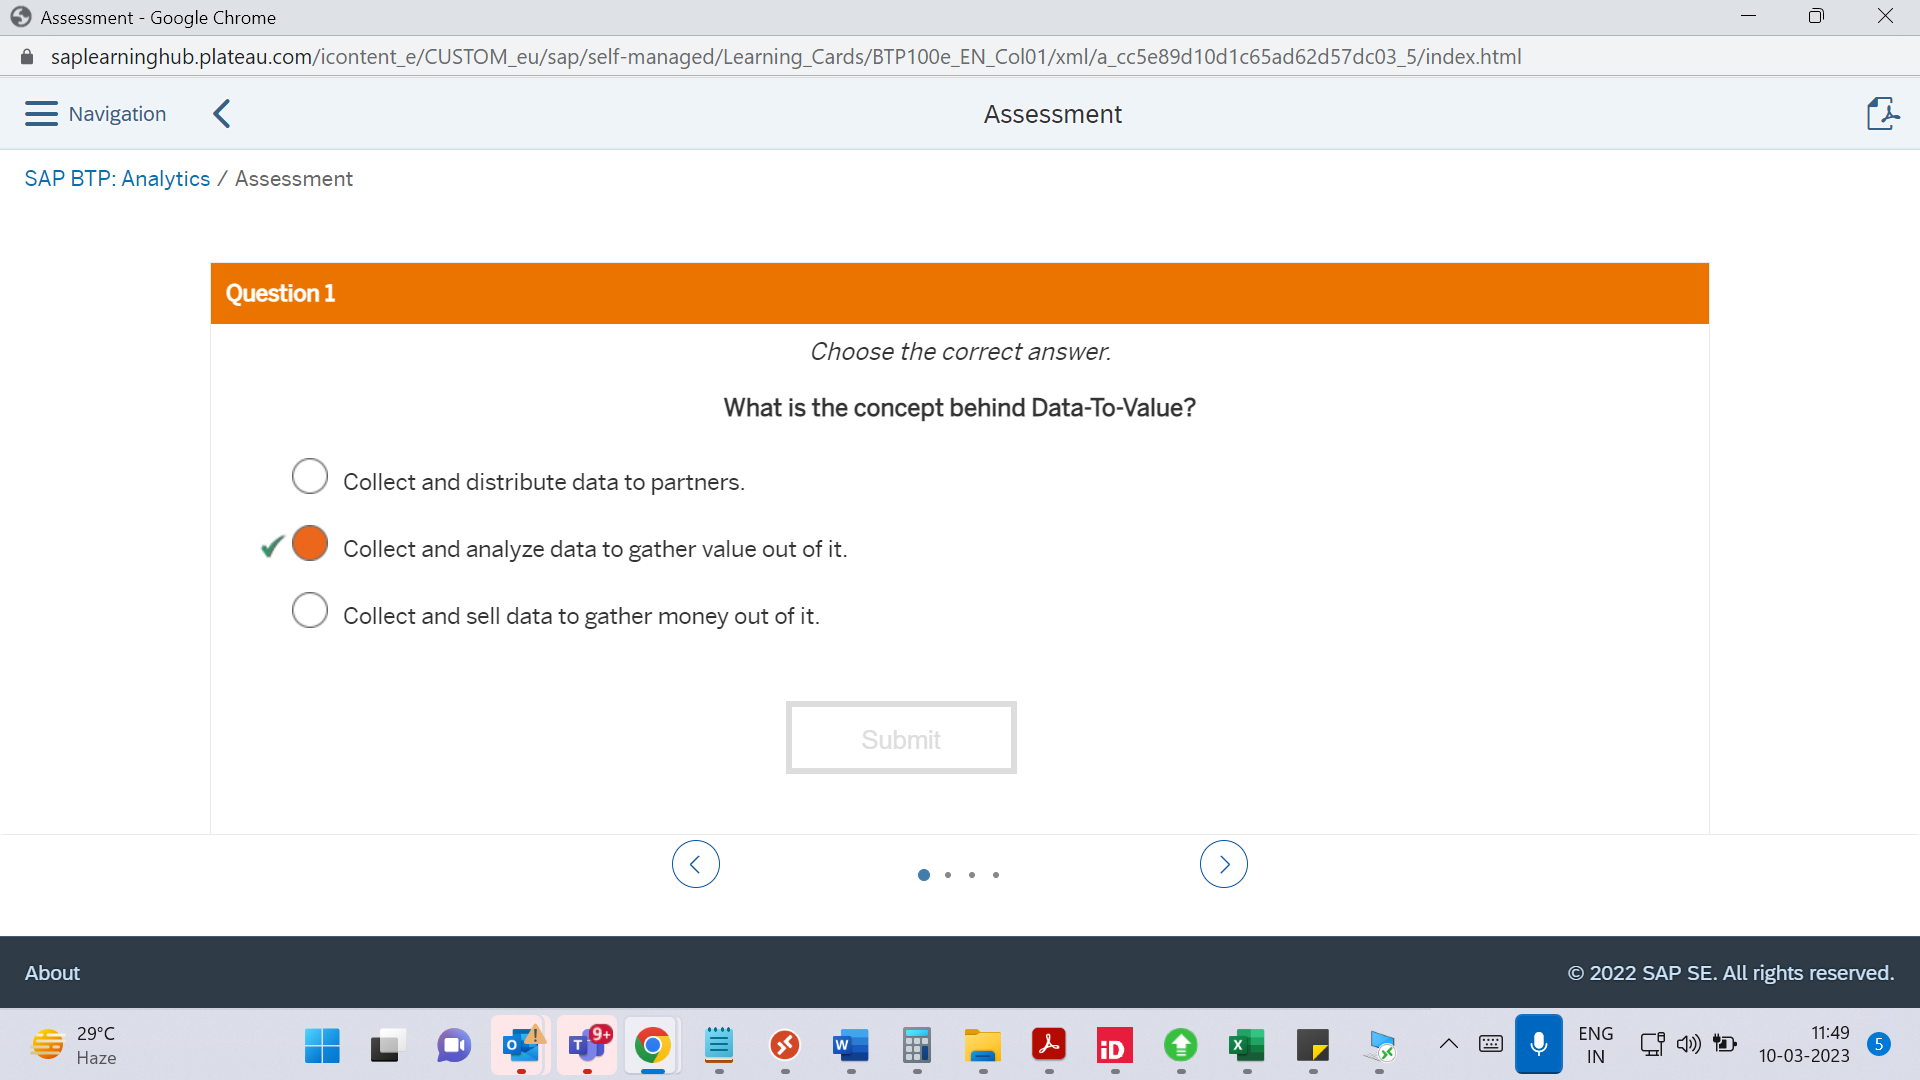 Assessment - Google Chrome
saplearninghub.plateau.com/icontent_e/CUSTOM_eu/sap/self-managed/Learning_Cards/BTP100e_EN_Col01/xml/a_cc5e89d10d1c65ad62d57dc03_5/index.html
Navigation
Assessment
SAP BTP: Analytics / Assessment
Question 1
Choose the correct answer.
What is the concept behind Data-To-Value?
Collect and distribute data to partners.
Collect and analyze data to gather value out of it.
Collect and sell data to gather money out of it.
Submit
About
© 2022 SAP SE. All rights reserved.
29°C
Haze
9+
ENG
IN
11:49
10-03-2023
5